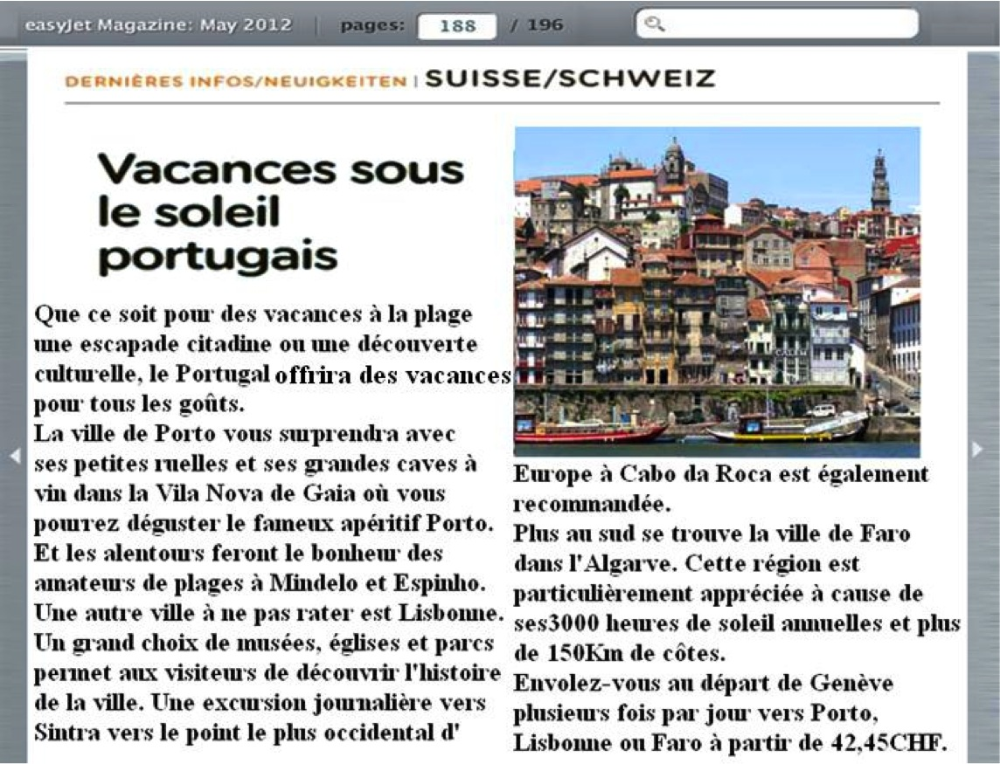 easyJet Magazine: May 2012 | pages: 188 / 196
DERNIÈRES INFOS/NEUIGKEITEN | SUISSE/SCHWEIZ
Vacances sous
le soleil
portugais
Que ce soit pour des vacances à la plage
une escapade citadine ou une découverte
culturelle, le Portugal offrira des vacances
pour tous les goûts.
La ville de Porto vous surprendra avec
ses petites ruelles et ses grandes caves à
vin dans la Vila Nova de Gaia où vous
pourrez déguster le fameux apéritif Porto.
Et les alentours feront le bonheur des
amateurs de plages à Mindelo et Espinho.
Une autre ville à ne pas rater est Lisbonne.
Un grand choix de musées, églises et parcs
permet aux visiteurs de découvrir l'histoire
de la ville. Une excursion journalière vers
Sintra vers le point le plus occidental d'
Europe à Cabo da Roca est également
recommandée.
Plus au sud se trouve la ville de Faro
dans l'Algarve. Cette région est
particulièrement appréciée à cause de
ses3000 heures de soleil annuelles et plus
de 150Km de côtes.
Envolez-vous au départ de Genève
plusieurs fois par jour vers Porto,
Lisbonne ou Faro à partir de 42,45CHF.